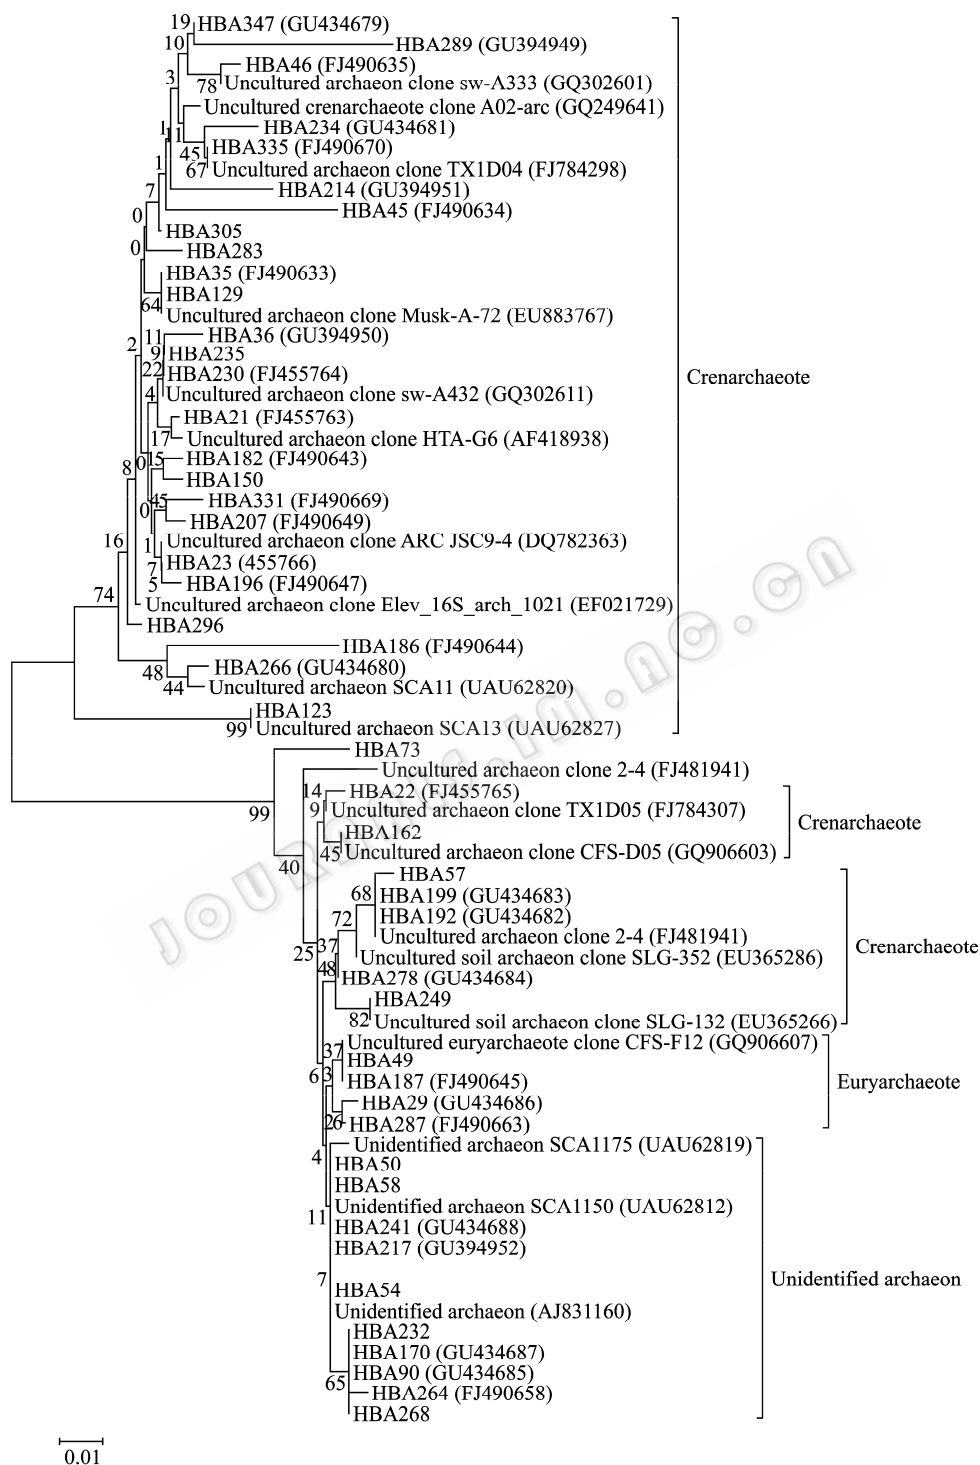 19 HBA347 (GU434679)
10
HBA289 (GU394949)
HBA46 (FJ490635)
3
78 Uncultured archaeon clone sw-A333 (GQ302601)
Uncultured crenarchaeote clone A02-arc (GQ249641)
HBA234 (GU434681)
1 11
HBA335 (FJ490670)
45
1
67 Uncultured archaeon clone TX1D04 (FJ784298)
HBA214 (GU394951)
7
HBA45 (FJ490634)
0
HBA305
0
HBA283
HBA35 (FJ490633)
HBA129
64
Uncultured archaeon clone Musk-A-72 (EU883767)
11 HBA36 (GU394950)
2
9 HBA235
22 HBA230 (FJ455764)
Crenarchaeote
4 Uncultured archaeon clone sw-A432 (GQ302611)
HBA21 (FJ455763)
17 Uncultured archaeon clone HTA-G6 (AF418938)
8 0 15 HBA182 (FJ490643)
HBA150
45 HBA331 (FJ490669)
0
HBA207 (FJ490649)
16
1 Uncultured archaeon clone ARC JSC9-4 (DQ782363)
7 HBA23 (455766)
5 HBA196 (FJ490647)
74
Uncultured archaeon clone Elev_16S_arch_1021 (EF021729)
HBA296
HBA186 (FJ490644)
48
HBA266 (GU434680)
44 Uncultured archaeon SCA11 (UAU62820)
HBA123
99 Uncultured archaeon SCA13 (UAU62827)
HBA73
Uncultured archaeon clone 2-4 (FJ481941)
14 HBA22 (FJ455765)
99
9 Uncultured archaeon clone TX1D05 (FJ784307)
Crenarchaeote
HBA162
45 Uncultured archaeon clone CFS-D05 (GQ906603)
40
HBA57
68
HBA199 (GU434683)
72
HBA192 (GU434682)
Uncultured archaeon clone 2-4 (FJ481941)
25 37
Crenarchaeote
Uncultured soil archaeon clone SLG-352 (EU365286)
48
HBA278 (GU434684)
HBA249
82 Uncultured soil archaeon clone SLG-132 (EU365266)
Uncultured euryarchaeote clone CFS-F12 (GQ906607)
37
HBA49
6 3
HBA187 (FJ490645)
Euryarchaeote
HBA29 (GU434686)
26 HBA287 (FJ490663)
Unidentified archaeon SCA1175 (UAU62819)
4
HBA50
HBA58
Unidentified archaeon SCA1150 (UAU62812)
11
HBA241 (GU434688)
HBA217 (GU394952)
7
Unidentified archaeon
HBA54
Unidentified archaeon (AJ831160)
HBA232
HBA170 (GU434687)
HBA90 (GU434685)
65
HBA264 (FJ490658)
HBA268
0.01
JOURNALS.IM.AC.CN